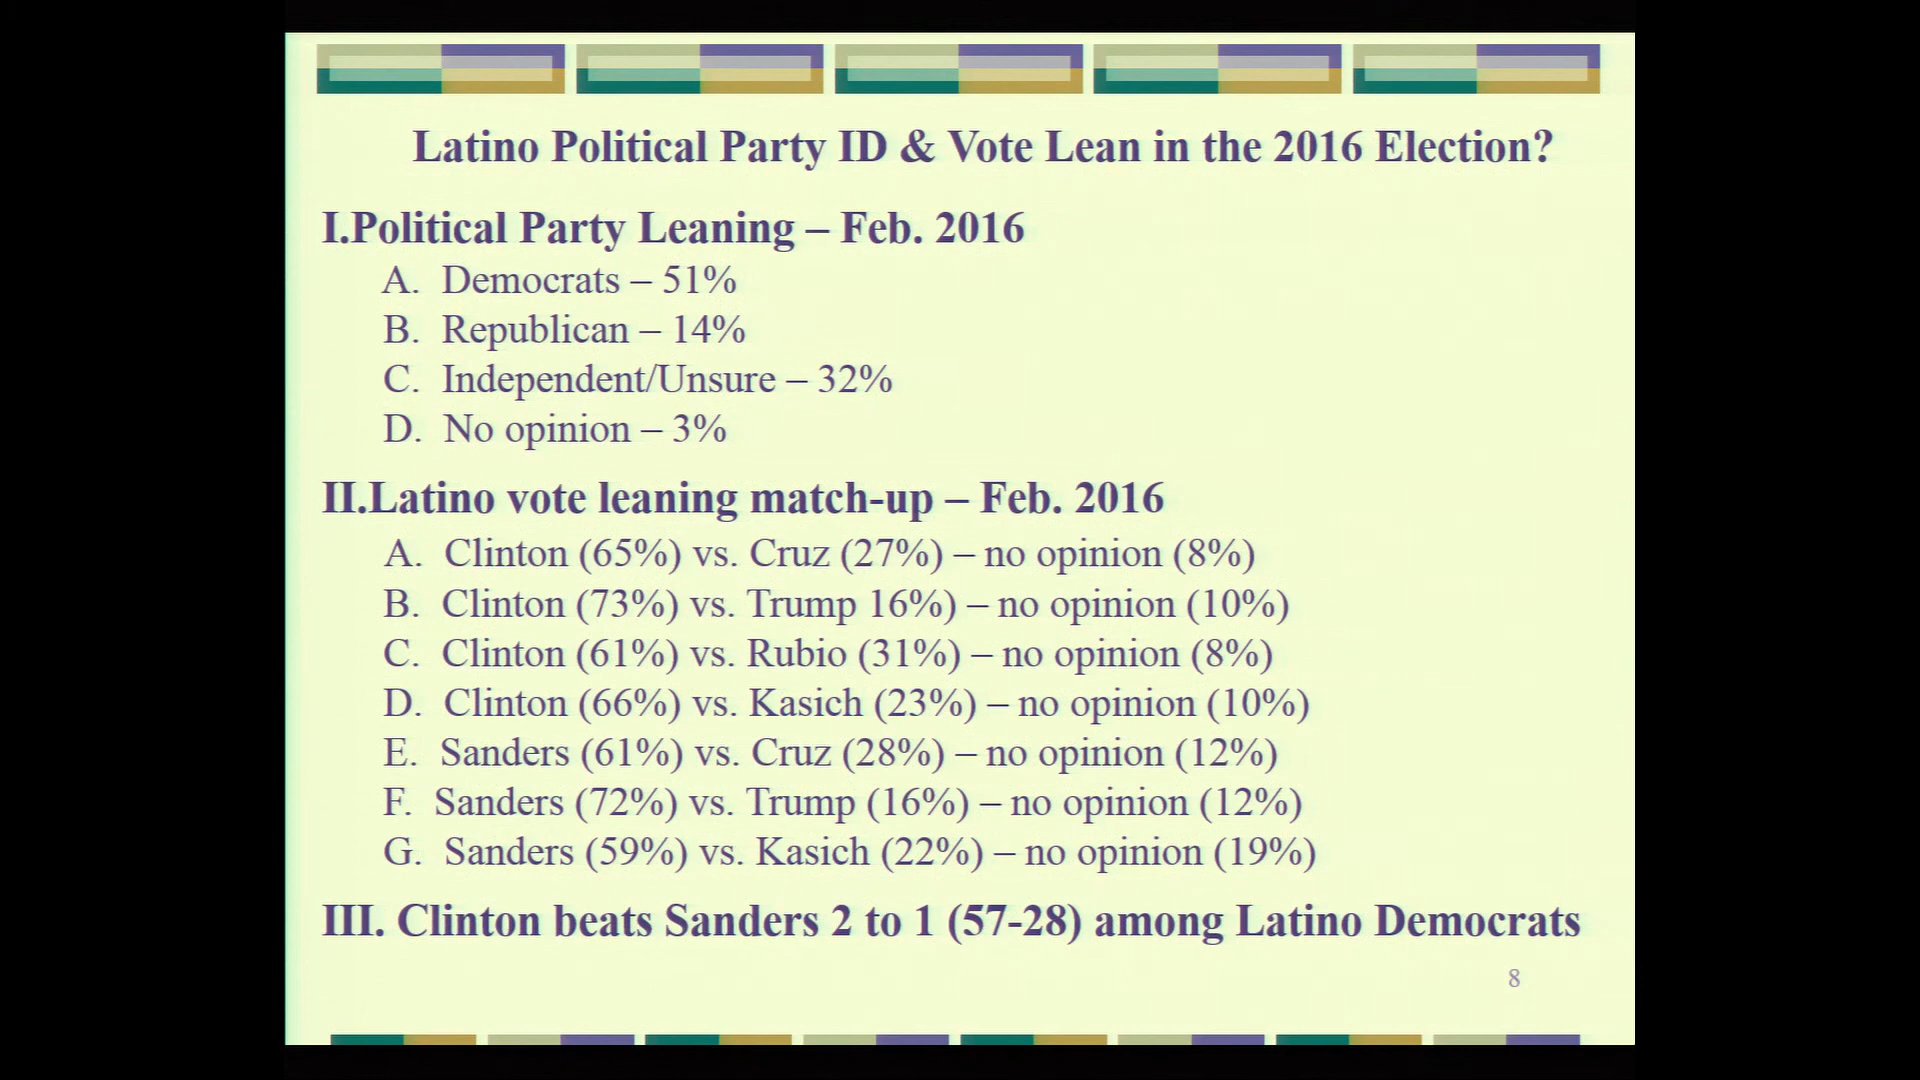 Latino Political Party ID & Vote Lean in the 2016 Election?
I.Political Party Leaning – Feb. 2016
A. Democrats – 51%
B. Republican – 14%
C. Independent/Unsure – 32%
D. No opinion – 3%
II.Latino vote leaning match-up – Feb. 2016
A. Clinton (65%) vs. Cruz (27%) – no opinion (8%)
B. Clinton (73%) vs. Trump 16%) – no opinion (10%)
C. Clinton (61%) vs. Rubio (31%) – no opinion (8%)
D. Clinton (66%) vs. Kasich (23%) – no opinion (10%)
E. Sanders (61%) vs. Cruz (28%) – no opinion (12%)
F. Sanders (72%) vs. Trump (16%) – no opinion (12%)
G. Sanders (59%) vs. Kasich (22%) – no opinion (19%)
III. Clinton beats Sanders 2 to 1 (57-28) among Latino Democrats
8